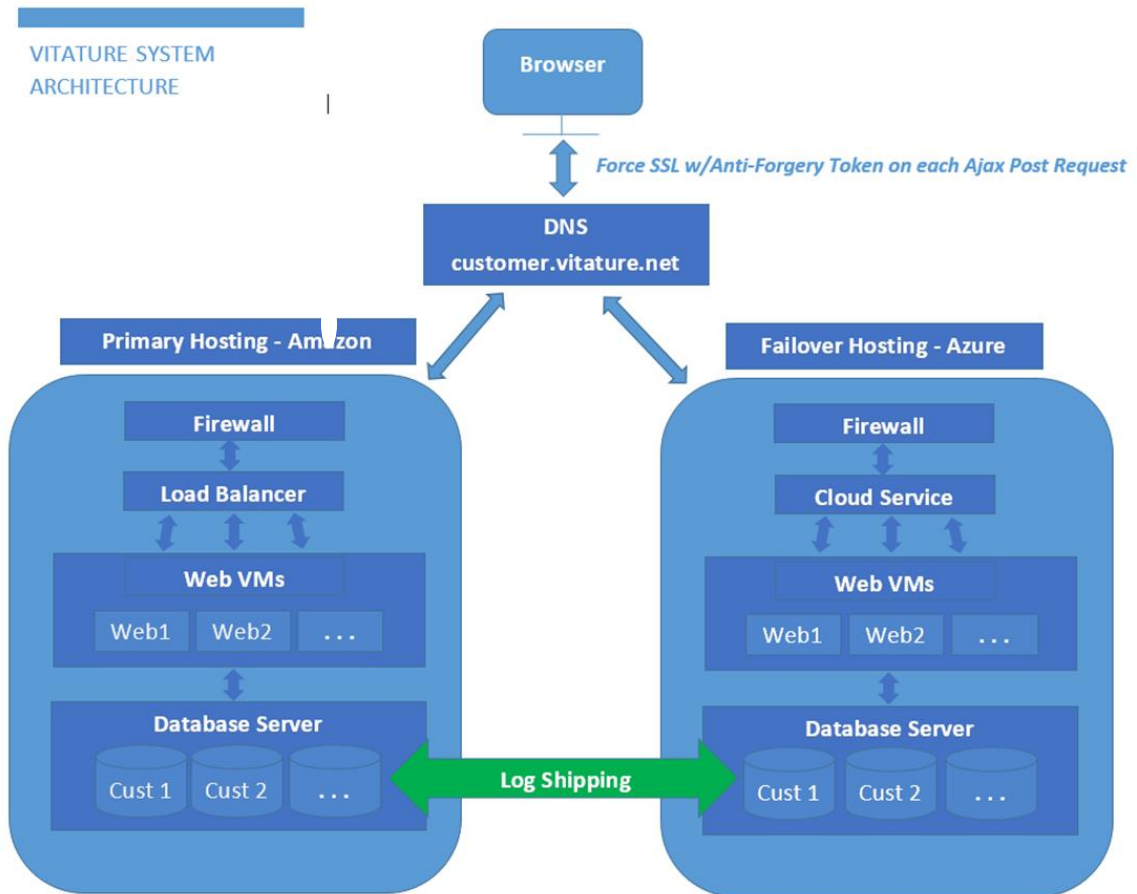 VITATURE SYSTEM
ARCHITECTURE
Browser
Force SSL w/Anti-Forgery Token on each Ajax Post Request
DNS
customer.vitature.net
Primary Hosting - Amazon
Failover Hosting - Azure
Firewall
Load Balancer
Web VMs
Web1
Web2
...
Database Server
Cust 1
Cust 2
...
Log Shipping
Firewall
Cloud Service
Web VMs
Web1
Web2
...
Database Server
Cust 1
Cust 2
...